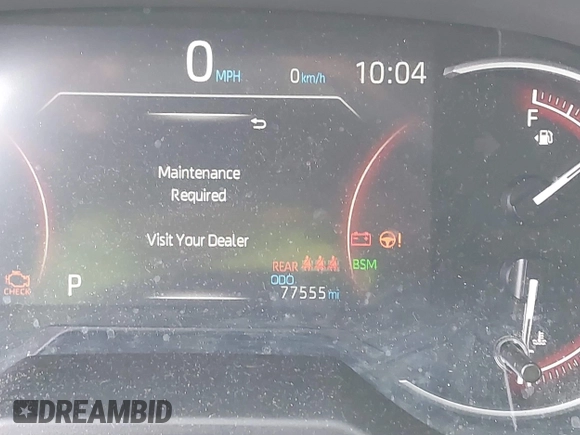 0 MPH 0 km/h 10:04
F
Maintenance
Required
Visit Your Dealer
REAR BSM
ODO
CHECK P 77555 mi
DREAMBID